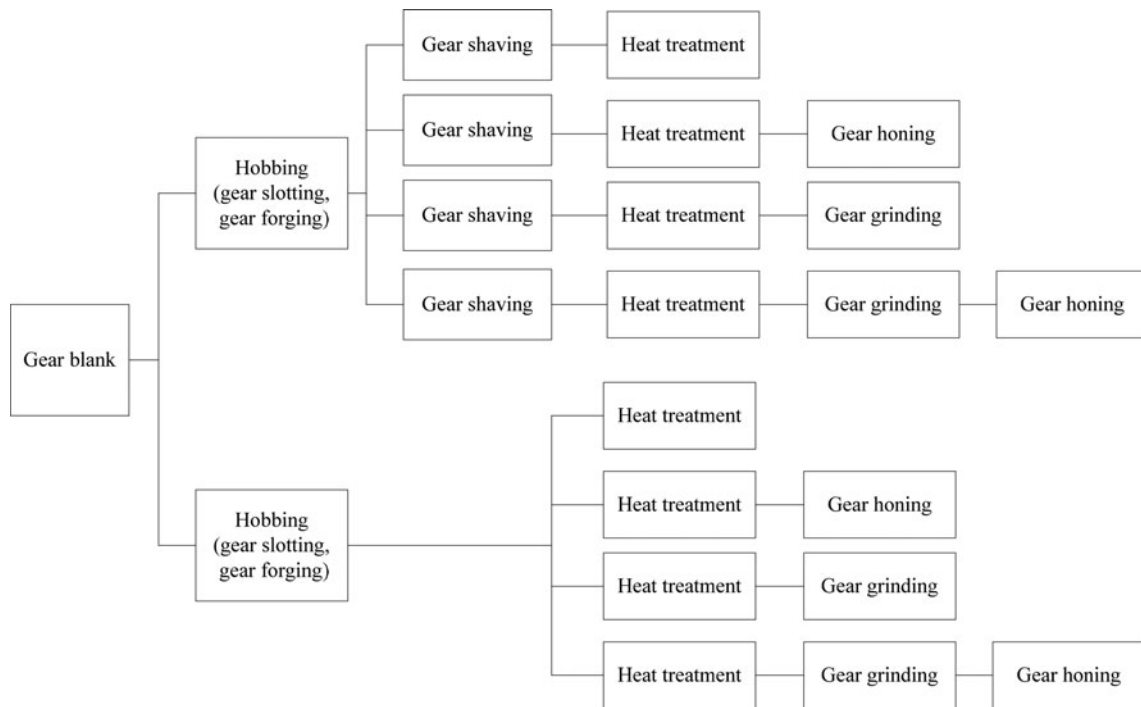 Gear shaving
Heat treatment
Gear shaving
Heat treatment
Gear honing
Hobbing
(gear slotting,
gear forging)
Gear shaving
Heat treatment
Gear grinding
Gear shaving
Heat treatment
Gear grinding
Gear honing
Gear blank
Heat treatment
Hobbing
(gear slotting,
gear forging)
Heat treatment
Gear honing
Heat treatment
Gear grinding
Heat treatment
Gear grinding
Gear honing